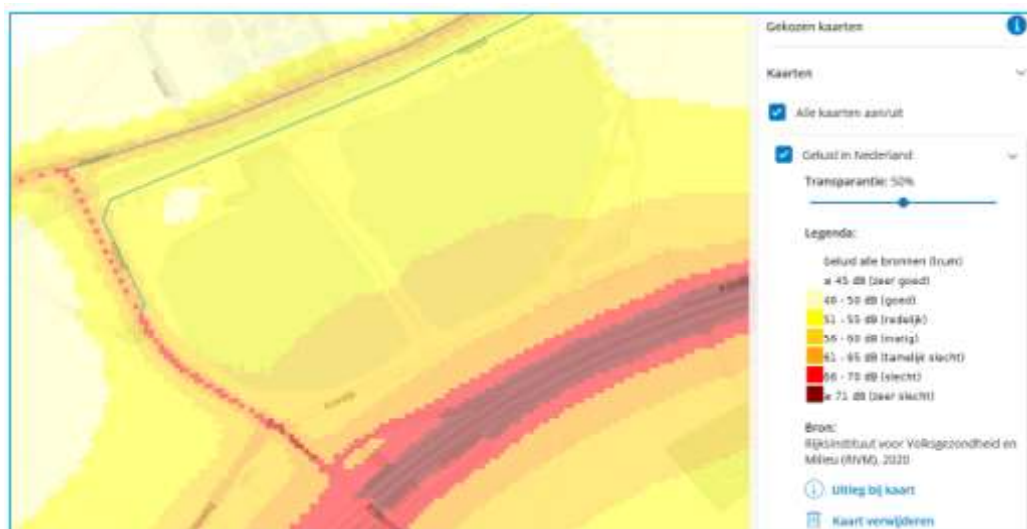 Gekozen kaarten
Kaarten
Alle kaarten aan/uit
Geluid in Nederland
Transparantie: 50%
Legenda:
Geluid alle bronnen (lrum)
≤ 45 dB (zeer goed)
46 - 50 dB (goed)
51 - 55 dB (redelijk)
56 - 60 dB (matig)
61 - 65 dB (tamelijk slecht)
66 - 70 dB (slecht)
≥ 71 dB (zeer slecht)
Bron:
Rijksinstituut voor Volksgezondheid en
Milieu (RIVM), 2020
Uitleg bij kaart
Kaart verwijderen